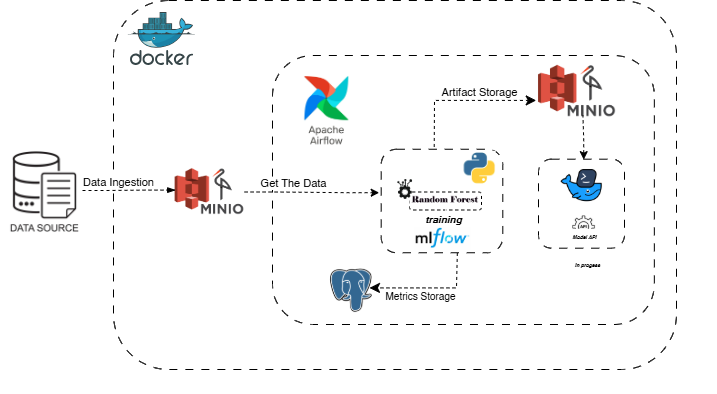 docker
Apache
Airflow
Artifact Storage
MINIO
DATA SOURCE
Data Ingestion
MINIO
Get The Data
Random Forest
training
mlflow
API
Model API
In progess
Metrics Storage